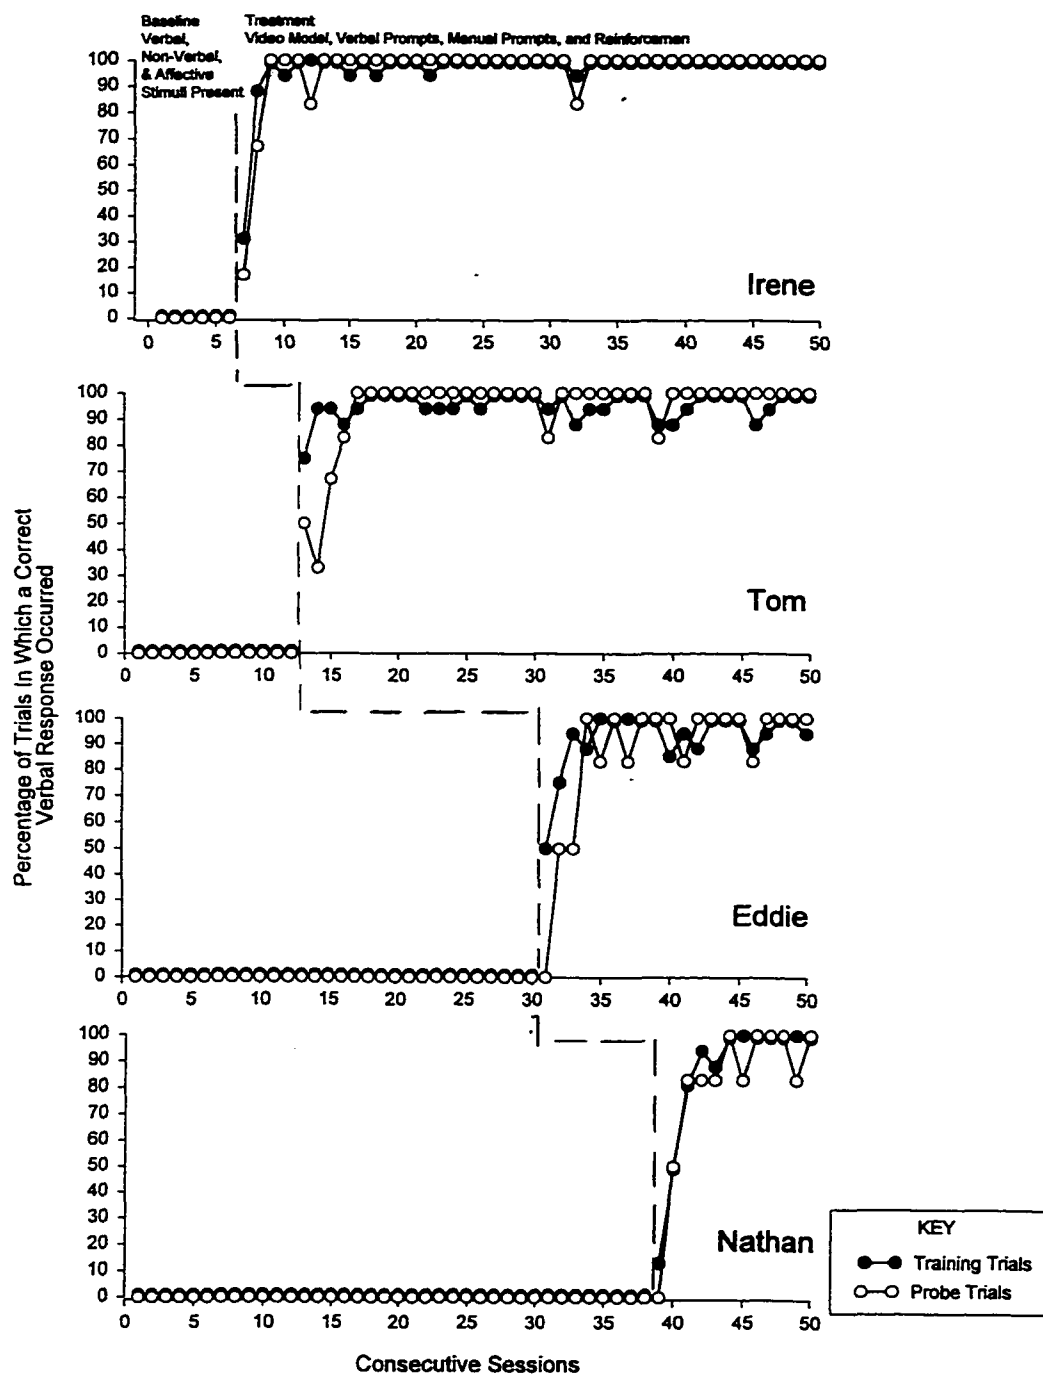 Baseline
Verbal,
Non-Verbal,
& Affective
Stimuli Present
Treatment
Video Model, Verbal Prompts, Manual Prompts, and Reinforcemen
100
90
80
70
60
50
40
30
20
10
0
0 5 10 15 20 25 30 35 40 45 50
Irene
100
90
80
70
60
50
40
30
20
10
0
0 5 10 15 20 25 30 35 40 45 50
Tom
Percentage of Trials In Which a Correct
Verbal Response Occurred
100
90
80
70
60
50
40
30
20
10
0
0 5 10 15 20 25 30 35 40 45 50
Eddie
100
90
80
70
60
50
40
30
20
10
0
0 5 10 15 20 25 30 35 40 45 50
Nathan
KEY
Training Trials
Probe Trials
Consecutive Sessions